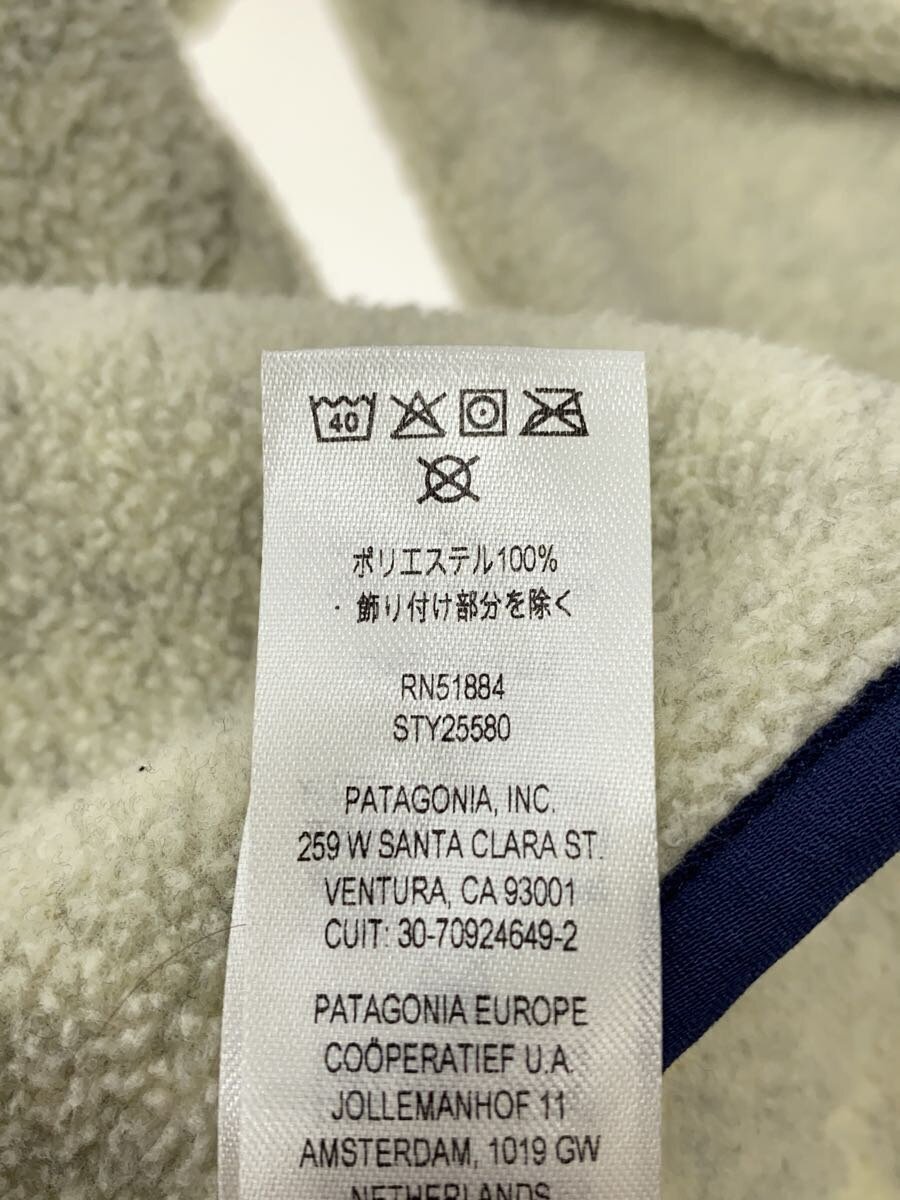 40
ポリエステル100%
・飾り付け部分を除く
RN51884
STY25580
PATAGONIA, INC.
259 W SANTA CLARA ST.
VENTURA, CA 93001
CUIT: 30-70924649-2
PATAGONIA EUROPE
COÖPERATIEF U.A.
JOLLEMANHOF 11
AMSTERDAM, 1019 GW
NETHERLANDS